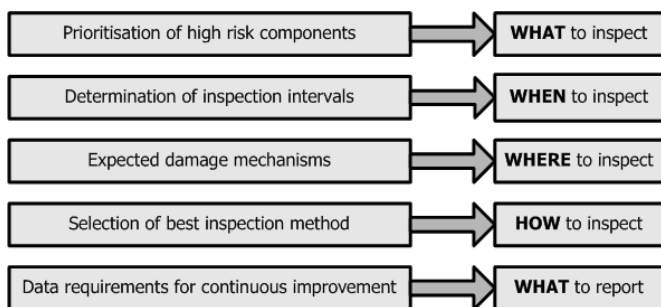 Prioritisation of high risk components
WHAT to inspect
Determination of inspection intervals
WHEN to inspect
Expected damage mechanisms
WHERE to inspect
Selection of best inspection method
HOW to inspect
Data requirements for continuous improvement
WHAT to report